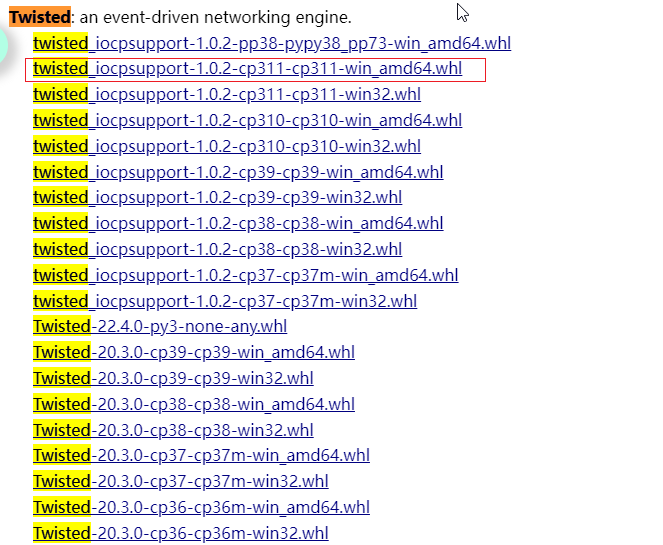 Twisted: an event-driven networking engine.
twisted_iocpsupport-1.0.2-pp38-pypy38_pp73-win_amd64.whl
twisted_iocpsupport-1.0.2-cp311-cp311-win_amd64.whl
twisted_iocpsupport-1.0.2-cp311-cp311-win32.whl
twisted_iocpsupport-1.0.2-cp310-cp310-win_amd64.whl
twisted_iocpsupport-1.0.2-cp310-cp310-win32.whl
twisted_iocpsupport-1.0.2-cp39-cp39-win_amd64.whl
twisted_iocpsupport-1.0.2-cp39-cp39-win32.whl
twisted_iocpsupport-1.0.2-cp38-cp38-win_amd64.whl
twisted_iocpsupport-1.0.2-cp38-cp38-win32.whl
twisted_iocpsupport-1.0.2-cp37-cp37m-win_amd64.whl
twisted_iocpsupport-1.0.2-cp37-cp37m-win32.whl
Twisted-22.4.0-py3-none-any.whl
Twisted-20.3.0-cp39-cp39-win_amd64.whl
Twisted-20.3.0-cp39-cp39-win32.whl
Twisted-20.3.0-cp38-cp38-win_amd64.whl
Twisted-20.3.0-cp38-cp38-win32.whl
Twisted-20.3.0-cp37-cp37m-win_amd64.whl
Twisted-20.3.0-cp37-cp37m-win32.whl
Twisted-20.3.0-cp36-cp36m-win_amd64.whl
Twisted-20.3.0-cp36-cp36m-win32.whl